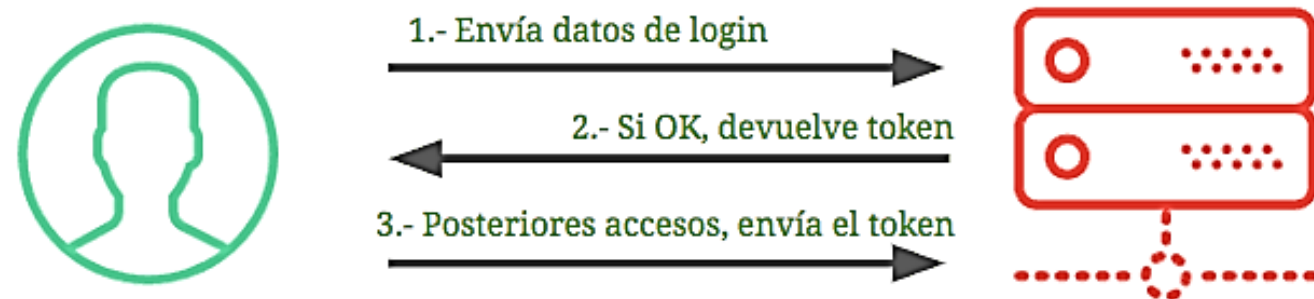 1.- Envía datos de login
2.- Si OK, devuelve token
3.- Posteriores accesos, envía el token